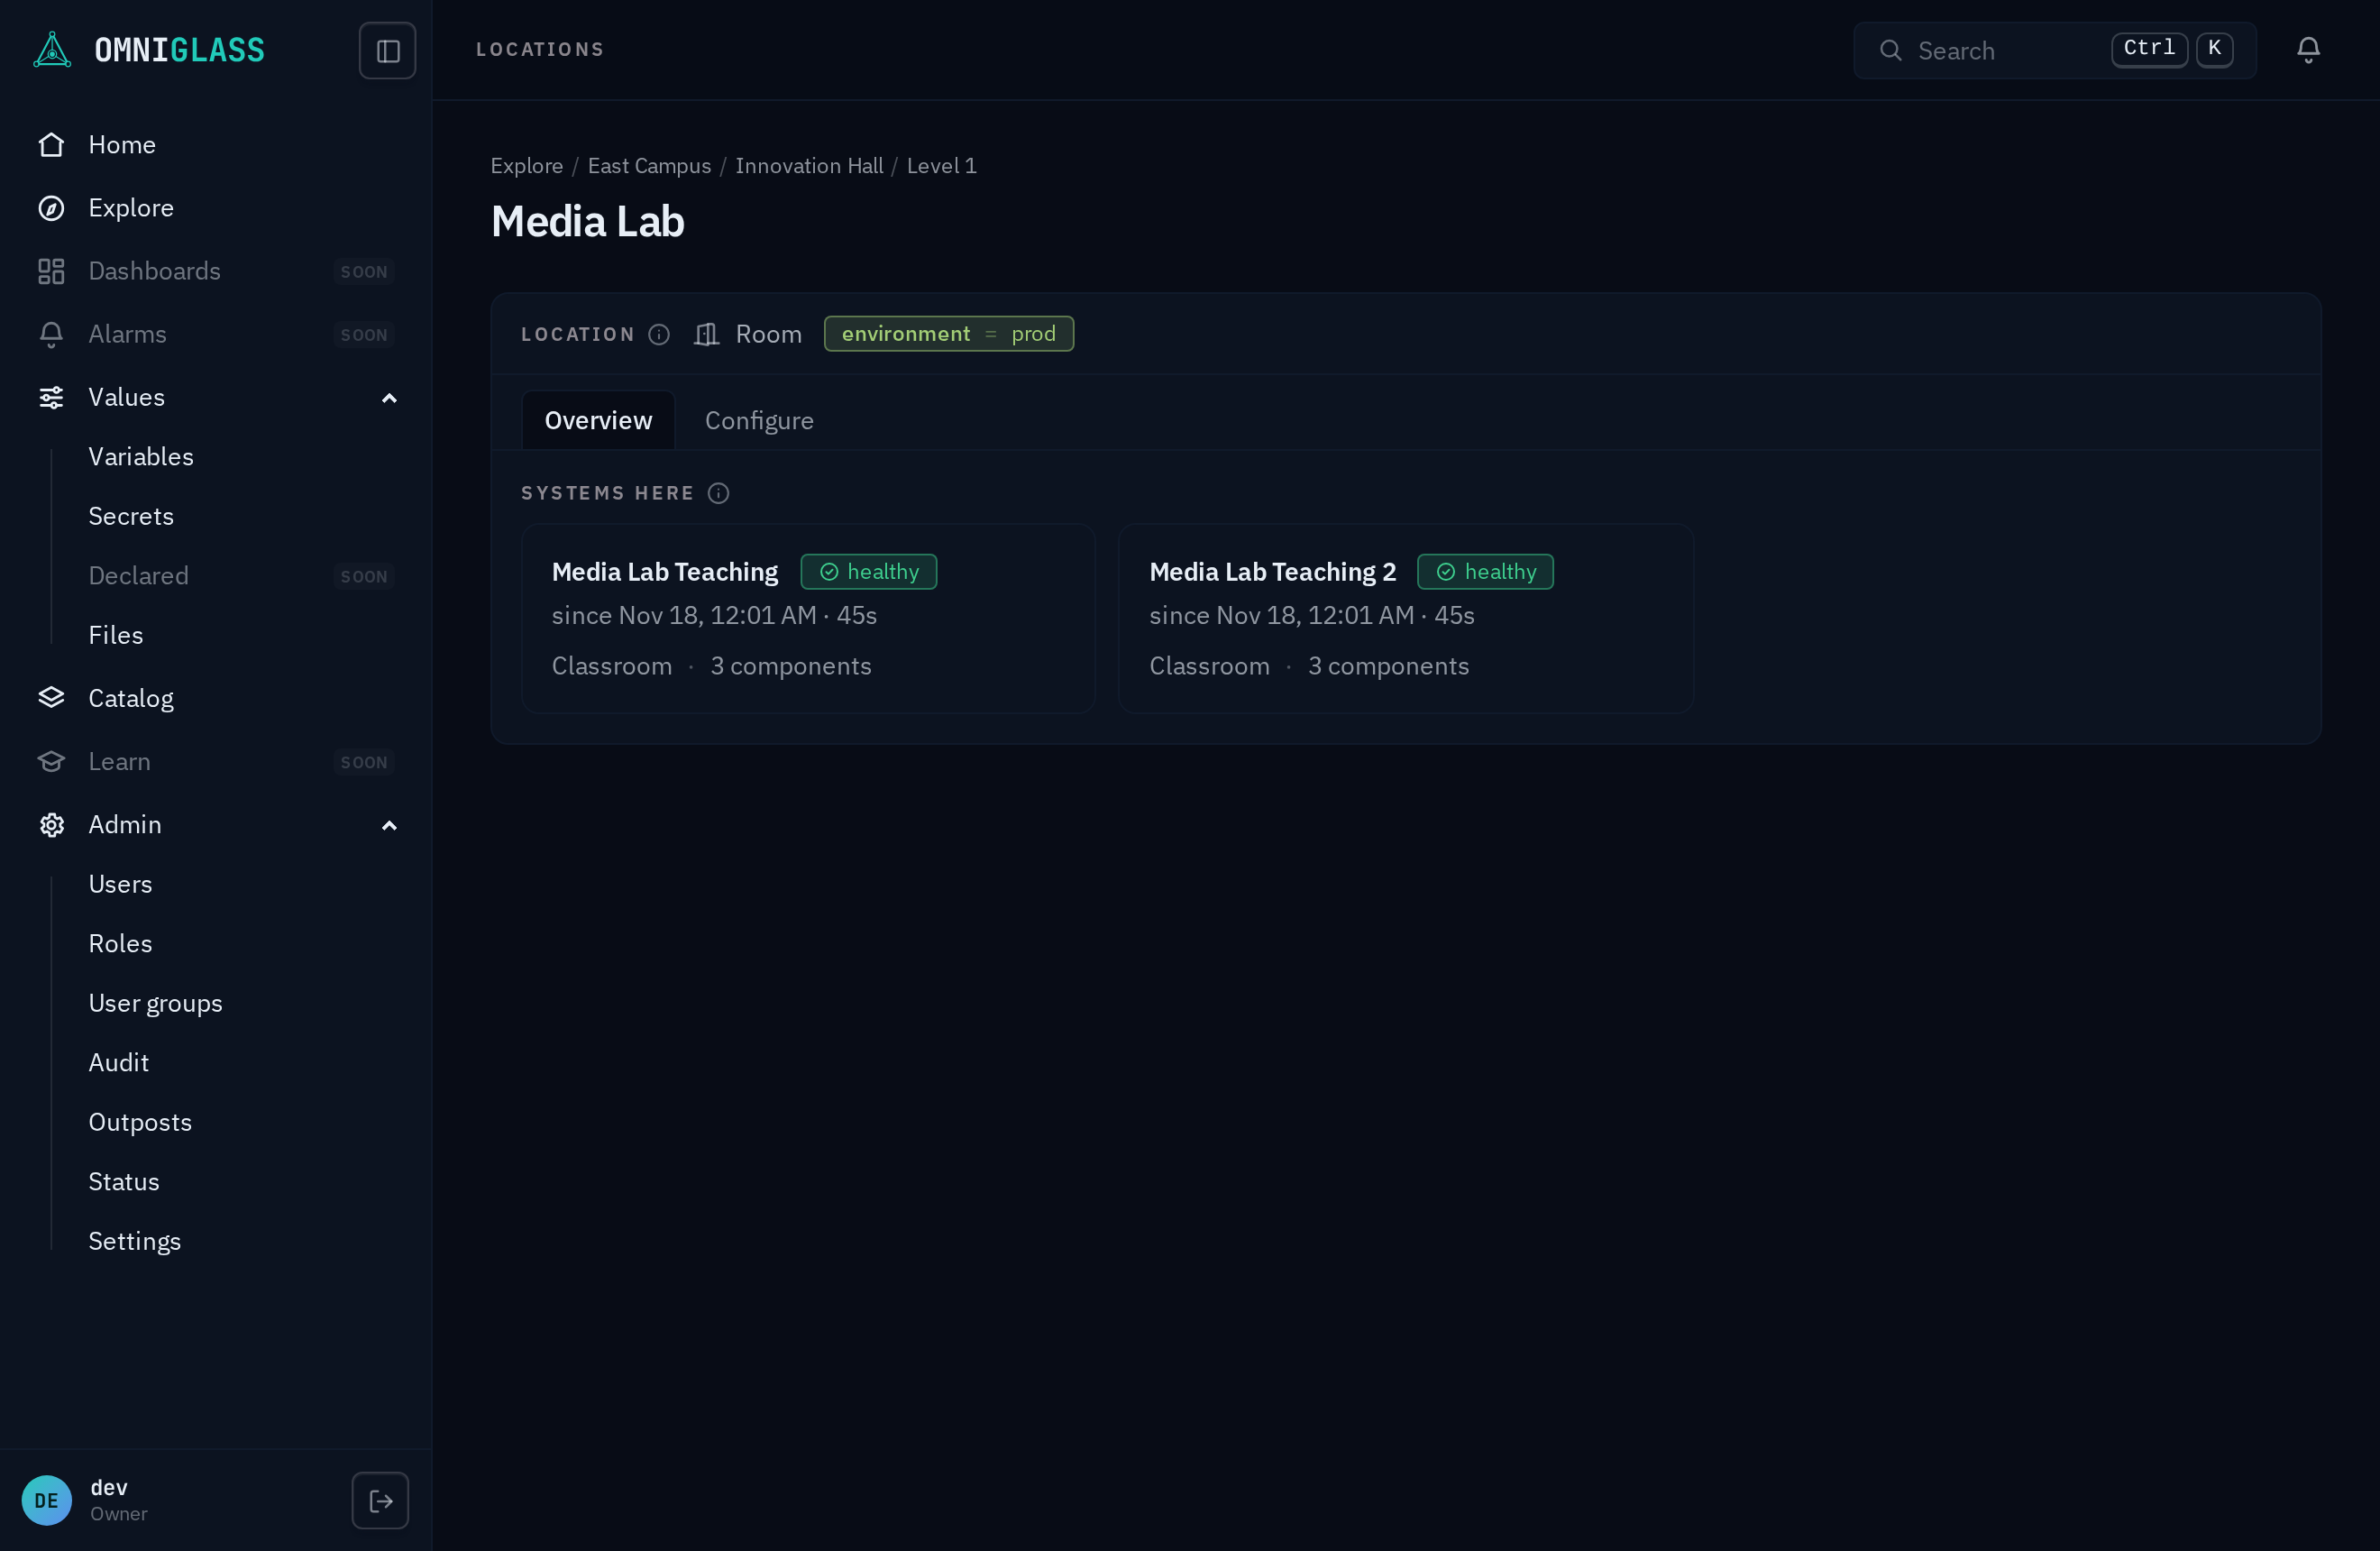 OMNIGLASS
LOCATIONS
Search Ctrl K
Home
Explore
Dashboards SOON
Alarms SOON
Values
Variables
Secrets
Declared SOON
Files
Catalog
Learn SOON
Admin
Users
Roles
User groups
Audit
Outposts
Status
Settings
DE dev
Owner
Explore / East Campus / Innovation Hall / Level 1
Media Lab
LOCATION Room environment = prod
Overview Configure
SYSTEMS HERE
Media Lab Teaching healthy
since Nov 18, 12:01 AM · 45s
Classroom · 3 components
Media Lab Teaching 2 healthy
since Nov 18, 12:01 AM · 45s
Classroom · 3 components